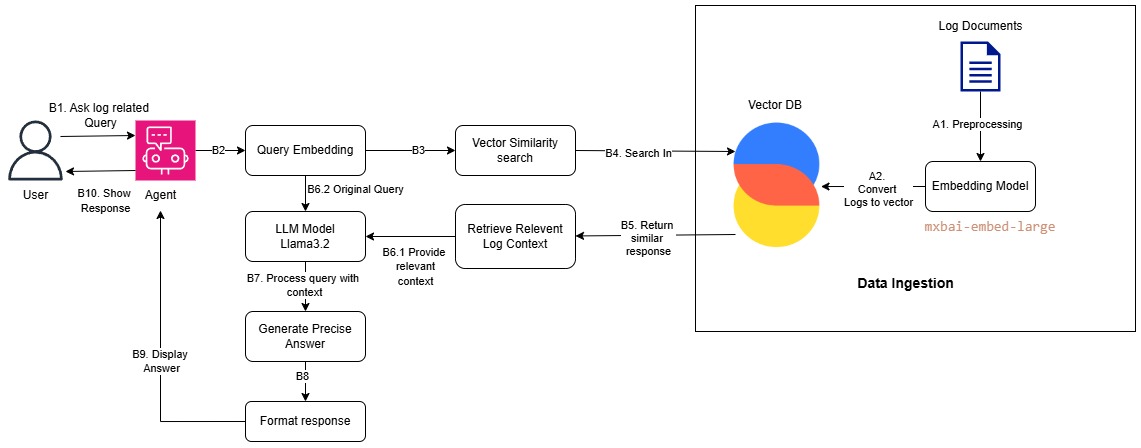 Log Documents
B1. Ask log related
Query
Vector DB
A1. Preprocessing
B2
Query Embedding
B3
Vector Similarity
search
B4. Search In
User
B10. Show
Response
Agent
B6.2 Original Query
A2.
Convert
Logs to vector
Embedding Model
mxbai-embed-large
LLM Model
Llama3.2
B6.1 Provide
relevant
context
Retrieve Relevent
Log Context
B5. Return
similar
response
B7. Process query with
context
Data Ingestion
Generate Precise
Answer
B9. Display
Answer
B8
Format response